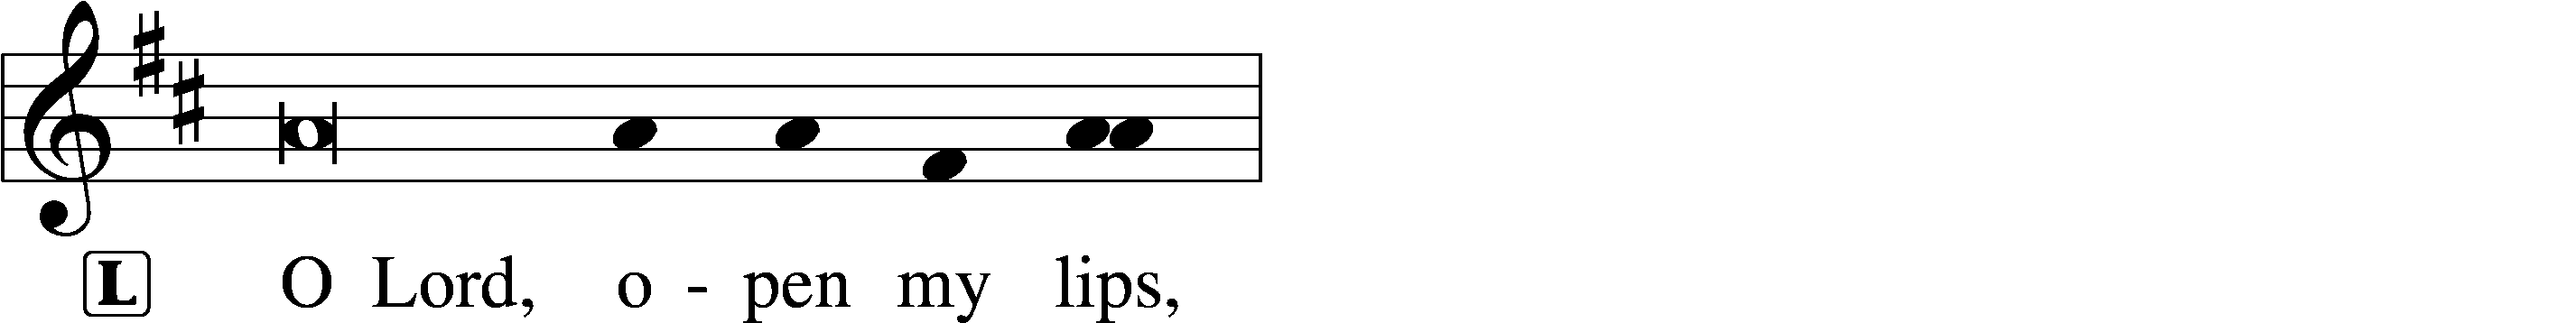 L O Lord, o - pen my lips,